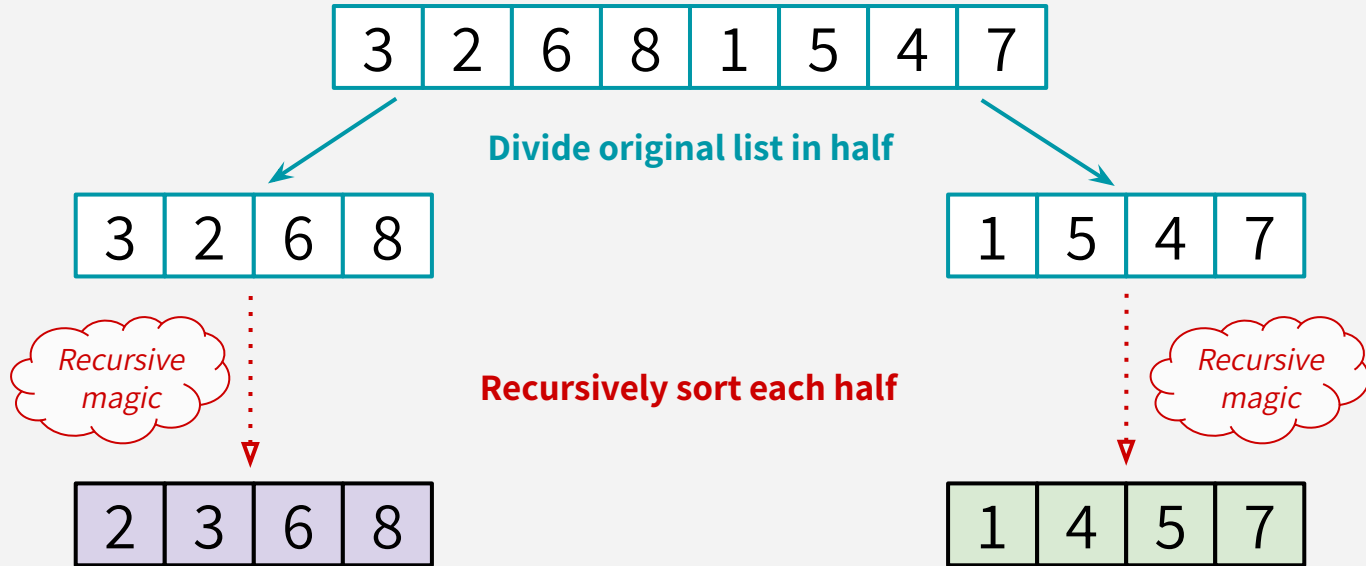 3 2 6 8 1 5 4 7
Divide original list in half
3 2 6 8
1 5 4 7
Recursive
magic
Recursively sort each half
Recursive
magic
2 3 6 8
1 4 5 7